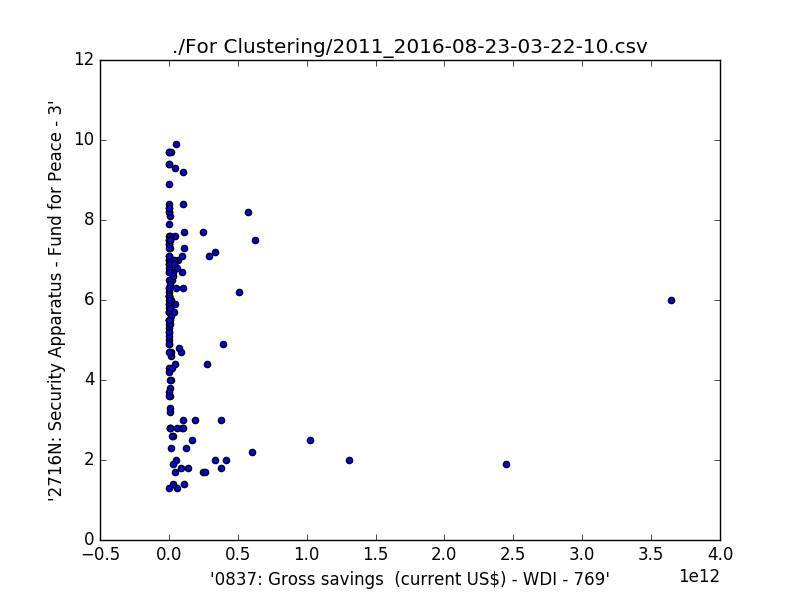 ./For Clustering/2011_2016-08-23-03-22-10.csv
12
10
8
6
4
2
0
'2716N: Security Apparatus - Fund for Peace - 3'
−0.5 0.0 0.5 1.0 1.5 2.0 2.5 3.0 3.5 4.0
1e12
'0837: Gross savings  (current US$) - WDI - 769'